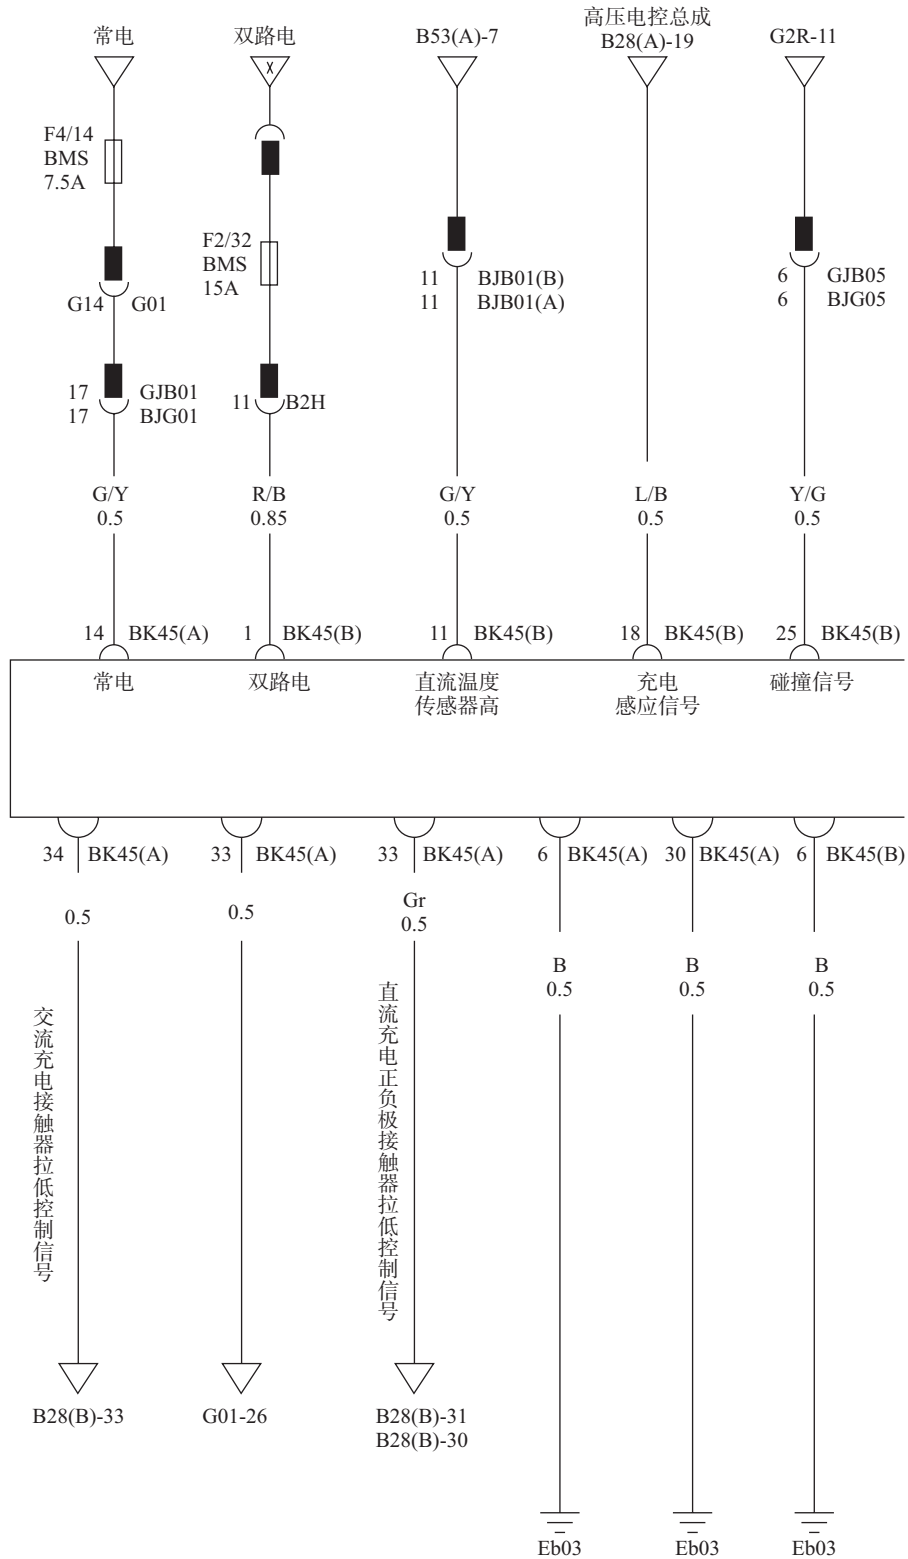 常电
双路电
B53(A)-7
高压电控总成
B28(A)-19
G2R-11
F4/14
BMS
7.5A
F2/32
BMS
15A
G14
G01
11
BJB01(B)
11
BJB01(A)
6
GJB05
6
BJG05
17
GJB01
17
BJG01
11
B2H
G/Y
0.5
R/B
0.85
G/Y
0.5
L/B
0.5
Y/G
0.5
14
BK45(A)
1
BK45(B)
11
BK45(B)
18
BK45(B)
25
BK45(B)
常电
双路电
直流温度
传感器高
充电
感应信号
碰撞信号
34
BK45(A)
33
BK45(A)
33
BK45(A)
6
BK45(A)
30
BK45(A)
6
BK45(B)
0.5
0.5
Gr
0.5
B
0.5
B
0.5
B
0.5
交流充电接触器拉低控制信号
直流充电正负极接触器拉低控制信号
B28(B)-33
G01-26
B28(B)-31
B28(B)-30
Eb03
Eb03
Eb03